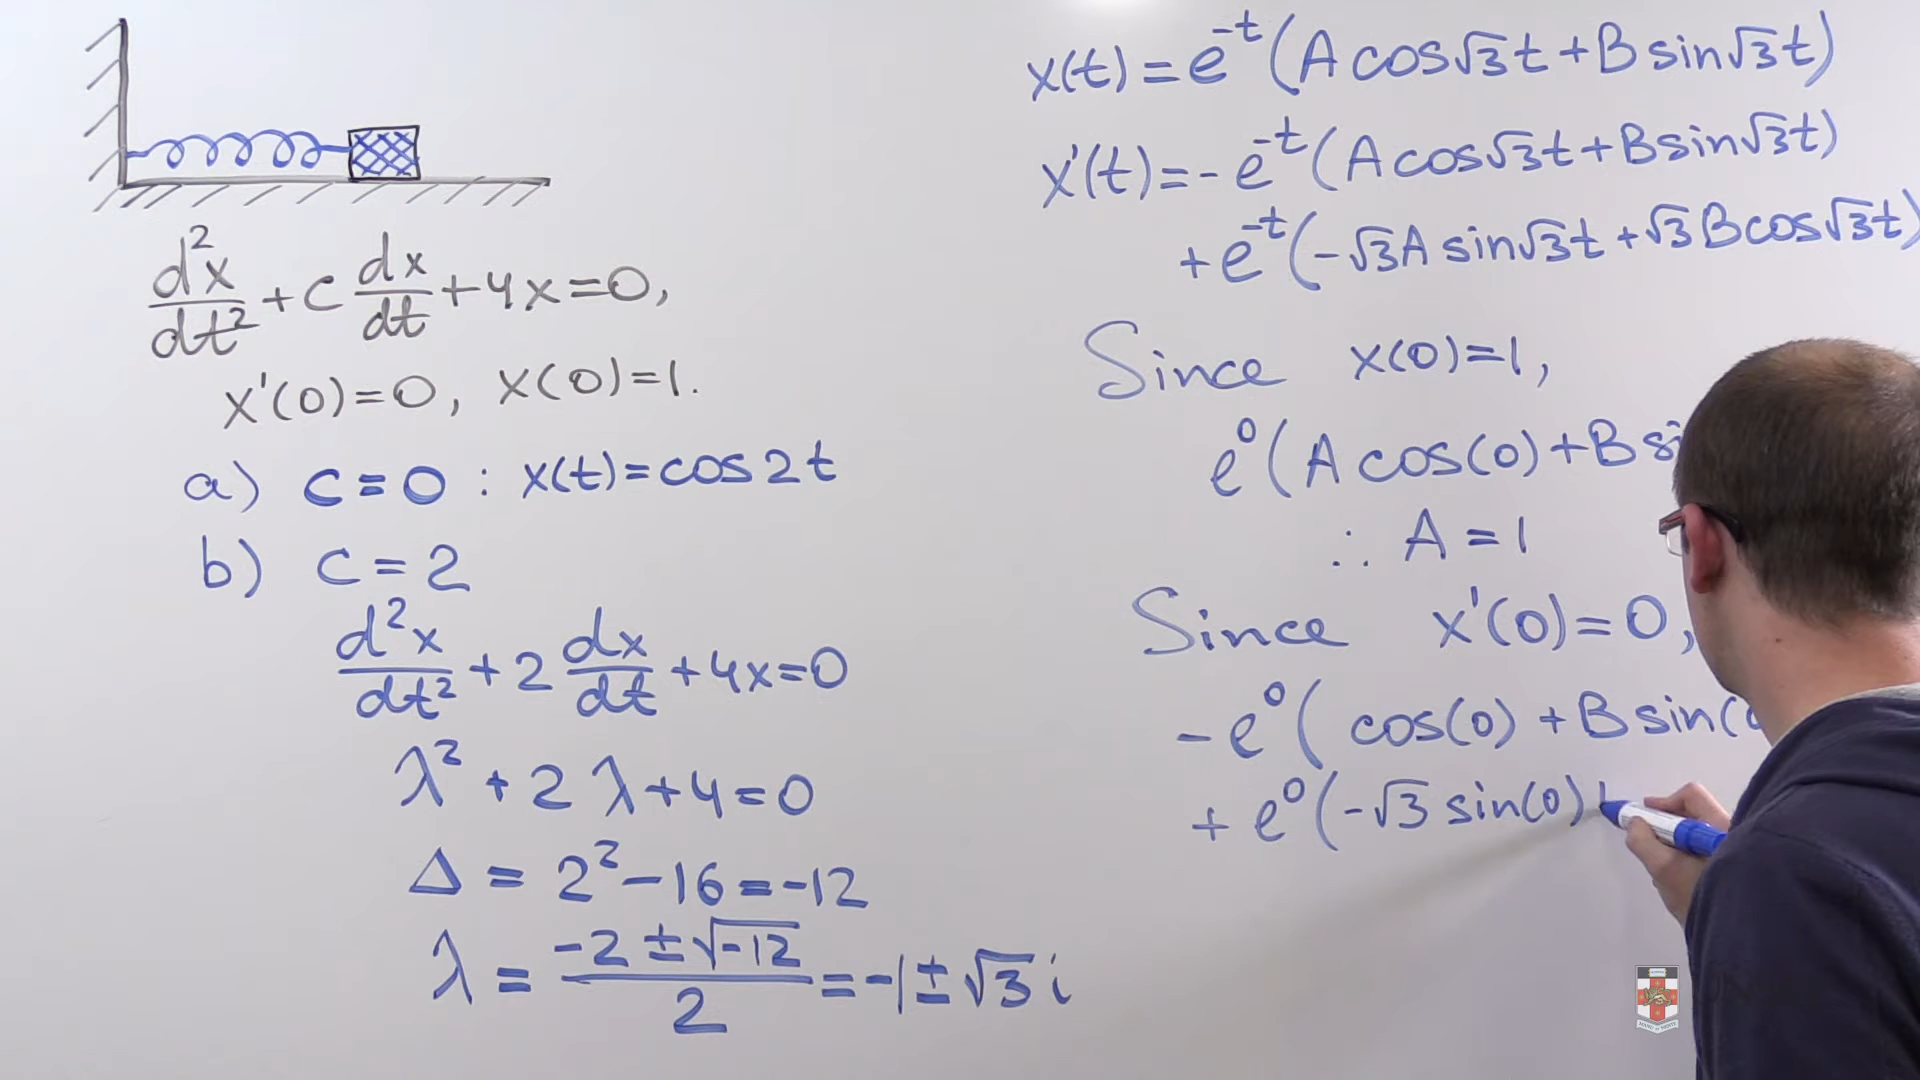 d²x/dt² + c dx/dt + 4x = 0,
x'(0) = 0, x(0) = 1.
a) c = 0 : x(t) = cos 2t
b) c = 2
d²x/dt² + 2 dx/dt + 4x = 0
λ² + 2λ + 4 = 0
Δ = 2² - 16 = -12
λ = (-2 ± √-12)/2 = -1 ± √3 i
x(t) = e^-t (A cos√3t + B sin√3t)
x'(t) = - e^-t (A cos√3t + B sin√3t)
+ e^-t (-√3A sin√3t + √3B cos√3t)
Since x(0) = 1,
e⁰ (A cos(0) + B si
∴ A = 1
Since x'(0) = 0,
- e⁰ ( cos(0) + B sin(
+ e⁰ (-√3 sin(0)